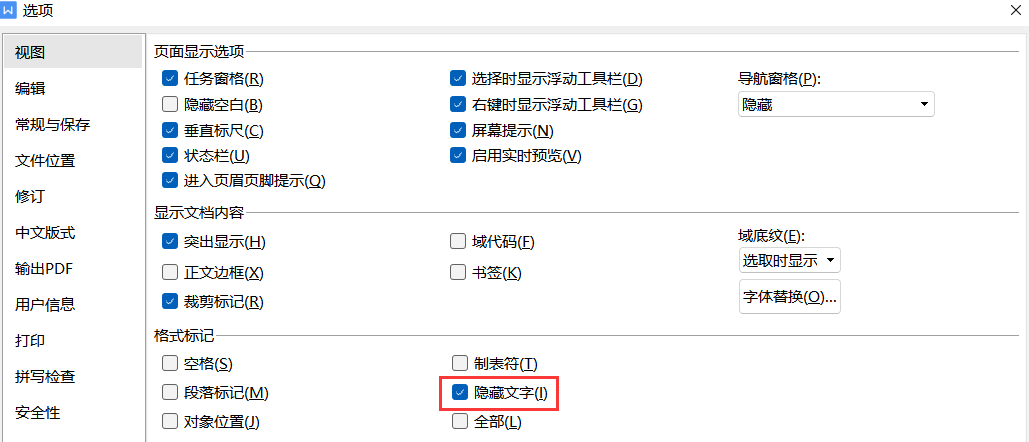 选项
视图
编辑
常规与保存
文件位置
修订
中文版式
输出PDF
用户信息
打印
拼写检查
安全性
页面显示选项
任务窗格(R) 选择时显示浮动工具栏(D) 导航窗格(P):
隐藏空白(B) 右键时显示浮动工具栏(G) 隐藏
垂直标尺(C) 屏幕提示(N)
状态栏(U) 启用实时预览(V)
进入页眉页脚提示(Q)
显示文档内容
突出显示(H) 域代码(F) 域底纹(E):
正文边框(X) 书签(K) 选取时显示
裁剪标记(R) 字体替换(O)...
格式标记
空格(S) 制表符(T)
段落标记(M) 隐藏文字(I)
对象位置(J) 全部(L)